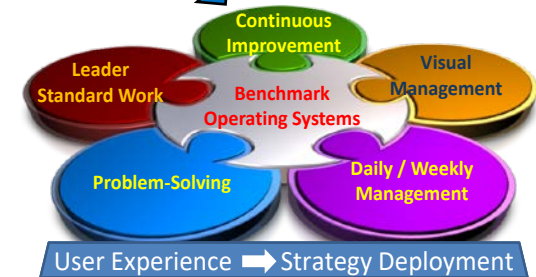 Continuous
Improvement
Leader
Standard Work
Visual
Management
Benchmark
Operating Systems
Problem-Solving
Daily / Weekly
Management
User Experience ➡ Strategy Deployment